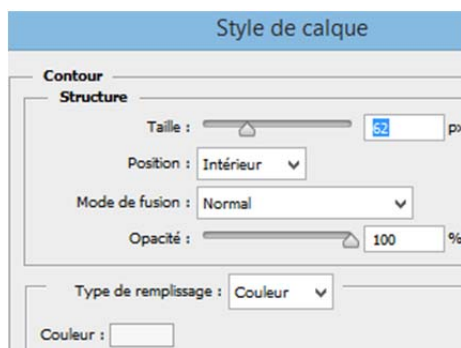 Style de calque
Contour
Structure
Taille : 62 px
Position : Intérieur
Mode de fusion : Normal
Opacité : 100 %
Type de remplissage : Couleur
Couleur :